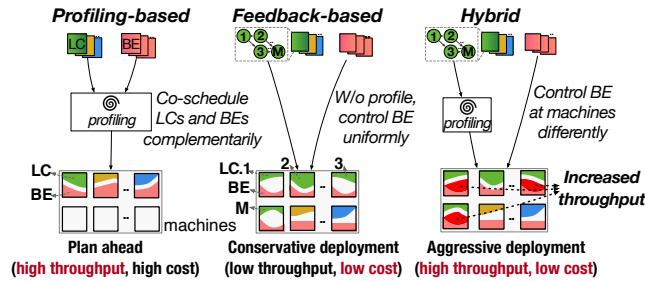 Profiling-based
LC
BE
profiling
Co-schedule
LCs and BEs
complementarily
LC
BE
machines
Plan ahead
(high throughput, high cost)
Feedback-based
1
2
3
M
W/o profile,
control BE
uniformly
LC.1
2
3
BE
M
Conservative deployment
(low throughput, low cost)
Hybrid
1
2
3
M
profiling
Control BE
at machines
differently
Increased
throughput
Aggressive deployment
(high throughput, low cost)